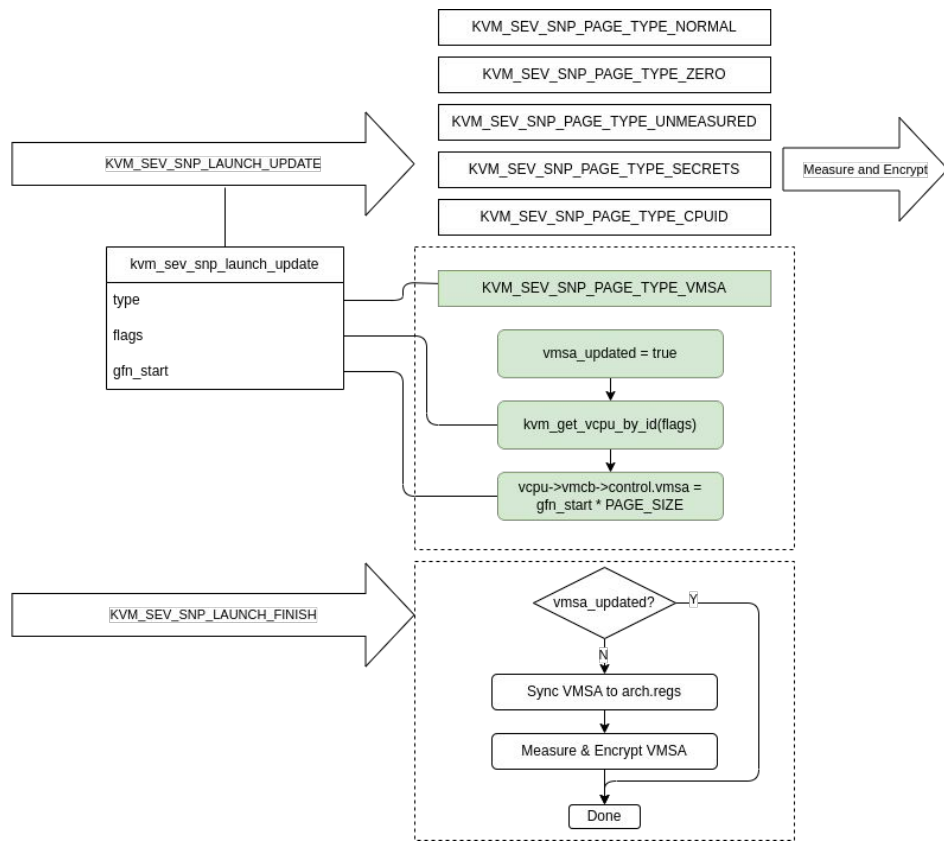 KVM_SEV_SNP_PAGE_TYPE_NORMAL
KVM_SEV_SNP_PAGE_TYPE_ZERO
KVM_SEV_SNP_PAGE_TYPE_UNMEASURED
KVM_SEV_SNP_LAUNCH_UPDATE
KVM_SEV_SNP_PAGE_TYPE_SECRETS
Measure and Encrypt
KVM_SEV_SNP_PAGE_TYPE_CPUID
kvm_sev_snp_launch_update
type
flags
gfn_start
KVM_SEV_SNP_PAGE_TYPE_VMSA
vmsa_updated = true
kvm_get_vcpu_by_id(flags)
vcpu->vmcb->control.vmsa =
gfn_start * PAGE_SIZE
KVM_SEV_SNP_LAUNCH_FINISH
vmsa_updated?
Y
N
Sync VMSA to arch.regs
Measure & Encrypt VMSA
Done